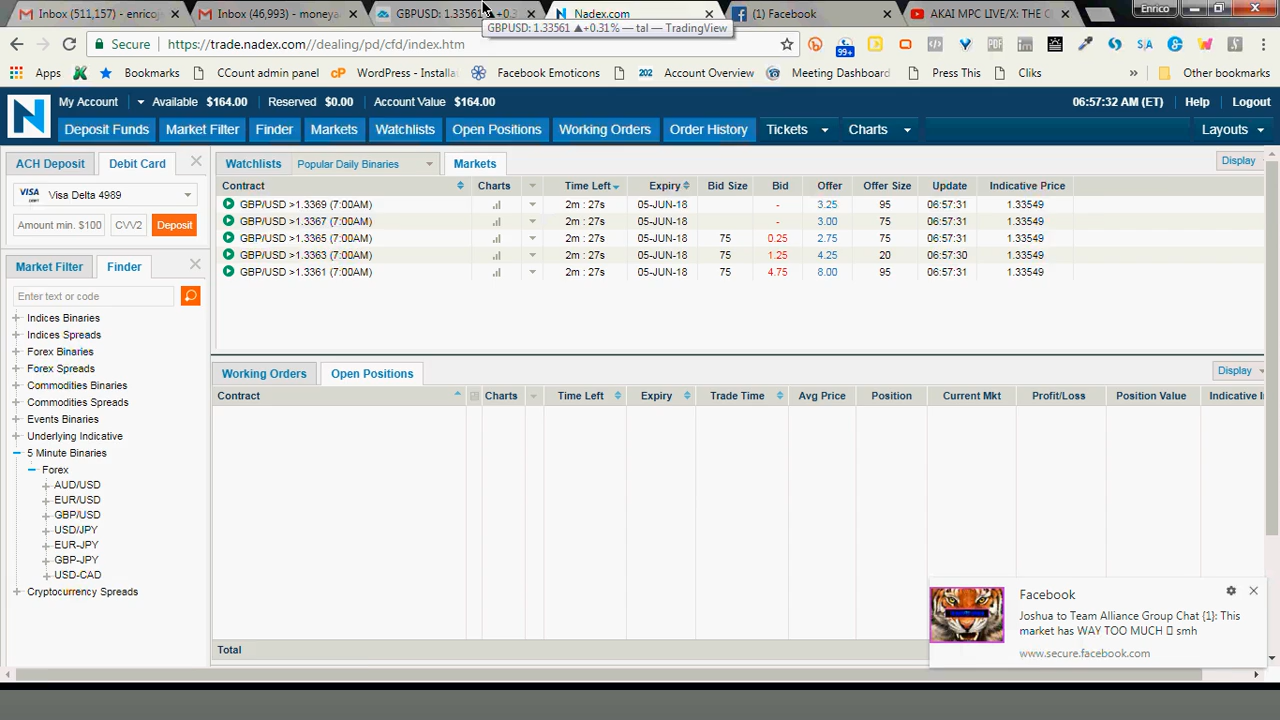 Inbox (511,157) - enricoj
Inbox (46,993) - moneya
GBPUSD: 1.33561 ▲+0.3
Nadex.com
(1) Facebook
AKAI MPC LIVE/X: THE C
Enrico
GBPUSD: 1.33561 ▲+0.31% — tal — TradingView
Secure
https://trade.nadex.com//dealing/pd/cfd/index.htm
99+
Apps
Bookmarks
CCount admin panel
WordPress - Installa
Facebook Emoticons
202 Account Overview
Meeting Dashboard
Press This
Cliks
»
Other bookmarks
My Account
Available $164.00
Reserved $0.00
Account Value $164.00
06:57:32 AM (ET)
Help
Logout
Deposit Funds
Market Filter
Finder
Markets
Watchlists
Open Positions
Working Orders
Order History
Tickets
Charts
Layouts
ACH Deposit
Debit Card
VISA Visa Delta 4989
Amount min. $100
CVV2
Deposit
Market Filter
Finder
Enter text or code
Indices Binaries
Indices Spreads
Forex Binaries
Forex Spreads
Commodities Binaries
Commodities Spreads
Events Binaries
Underlying Indicative
5 Minute Binaries
Forex
AUD/USD
EUR/USD
GBP/USD
USD/JPY
EUR-JPY
GBP-JPY
USD-CAD
Cryptocurrency Spreads
Watchlists
Popular Daily Binaries
Markets
Display
Contract Charts Time Left Expiry Bid Size Bid Offer Offer Size Update Indicative Price
GBP/USD >1.3369 (7:00AM) 2m : 27s 05-JUN-18 - 3.25 95 06:57:31 1.33549
GBP/USD >1.3367 (7:00AM) 2m : 27s 05-JUN-18 - 3.00 75 06:57:31 1.33549
GBP/USD >1.3365 (7:00AM) 2m : 27s 05-JUN-18 75 0.25 2.75 75 06:57:31 1.33549
GBP/USD >1.3363 (7:00AM) 2m : 27s 05-JUN-18 75 1.25 4.25 20 06:57:30 1.33549
GBP/USD >1.3361 (7:00AM) 2m : 27s 05-JUN-18 75 4.75 8.00 95 06:57:31 1.33549
Working Orders
Open Positions
Display
Contract Charts Time Left Expiry Trade Time Avg Price Position Current Mkt Profit/Loss Position Value Indicative I
Total
Facebook
Joshua to Team Alliance Group Chat {1}: This
market has WAY TOO MUCH smh
www.secure.facebook.com